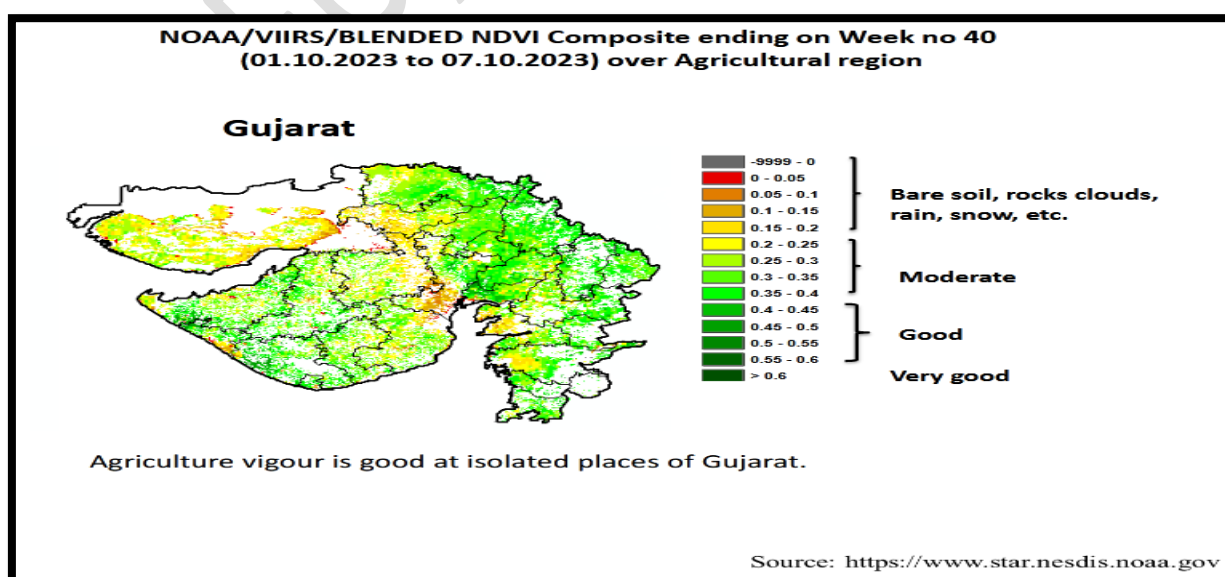 NOAA/VIIRS/BLENDED NDVI Composite ending on Week no 40
(01.10.2023 to 07.10.2023) over Agricultural region
Gujarat
-9999 - 0
0 - 0.05
0.05 - 0.1
0.1 - 0.15
0.15 - 0.2
0.2 - 0.25
0.25 - 0.3
0.3 - 0.35
0.35 - 0.4
0.4 - 0.45
0.45 - 0.5
0.5 - 0.55
0.55 - 0.6
> 0.6
Bare soil, rocks clouds,
rain, snow, etc.
Moderate
Good
Very good
Agriculture vigour is good at isolated places of Gujarat.
Source: https://www.star.nesdis.noaa.gov